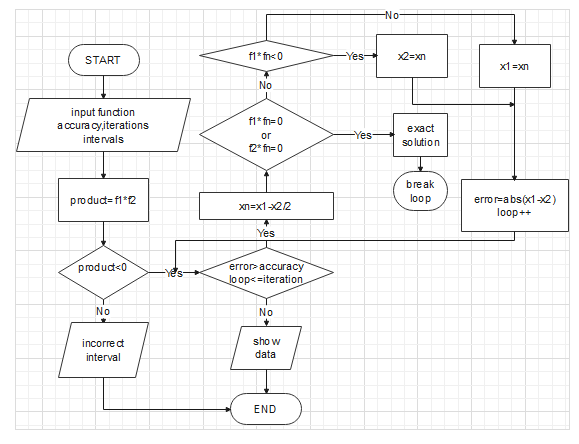 START
input function
accuracy,iterations
intervals
product=f1*f2
product<0
Yes
No
incorrect
interval
error>accuracy
loop<=iteration
Yes
No
show
data
END
xn=x1-x2/2
f1*fn=0
or
f2*fn=0
Yes
No
exact
solution
break
loop
f1*fn<0
Yes
No
x2=xn
x1=xn
error=abs(x1-x2)
loop++